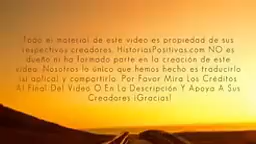 Todo el material de este video es propiedad de sus
respectivos creadores, HistoriasPositivas.com NO es
dueño ni ha formado parte en la creación de este
video. Nosotros lo único que hemos hecho es traducirlo
(si aplica) y compartirlo. Por Favor Mira Los Créditos
Al Final Del Video O En La Descripción Y Apoya A Sus
Creadores ¡Gracias!